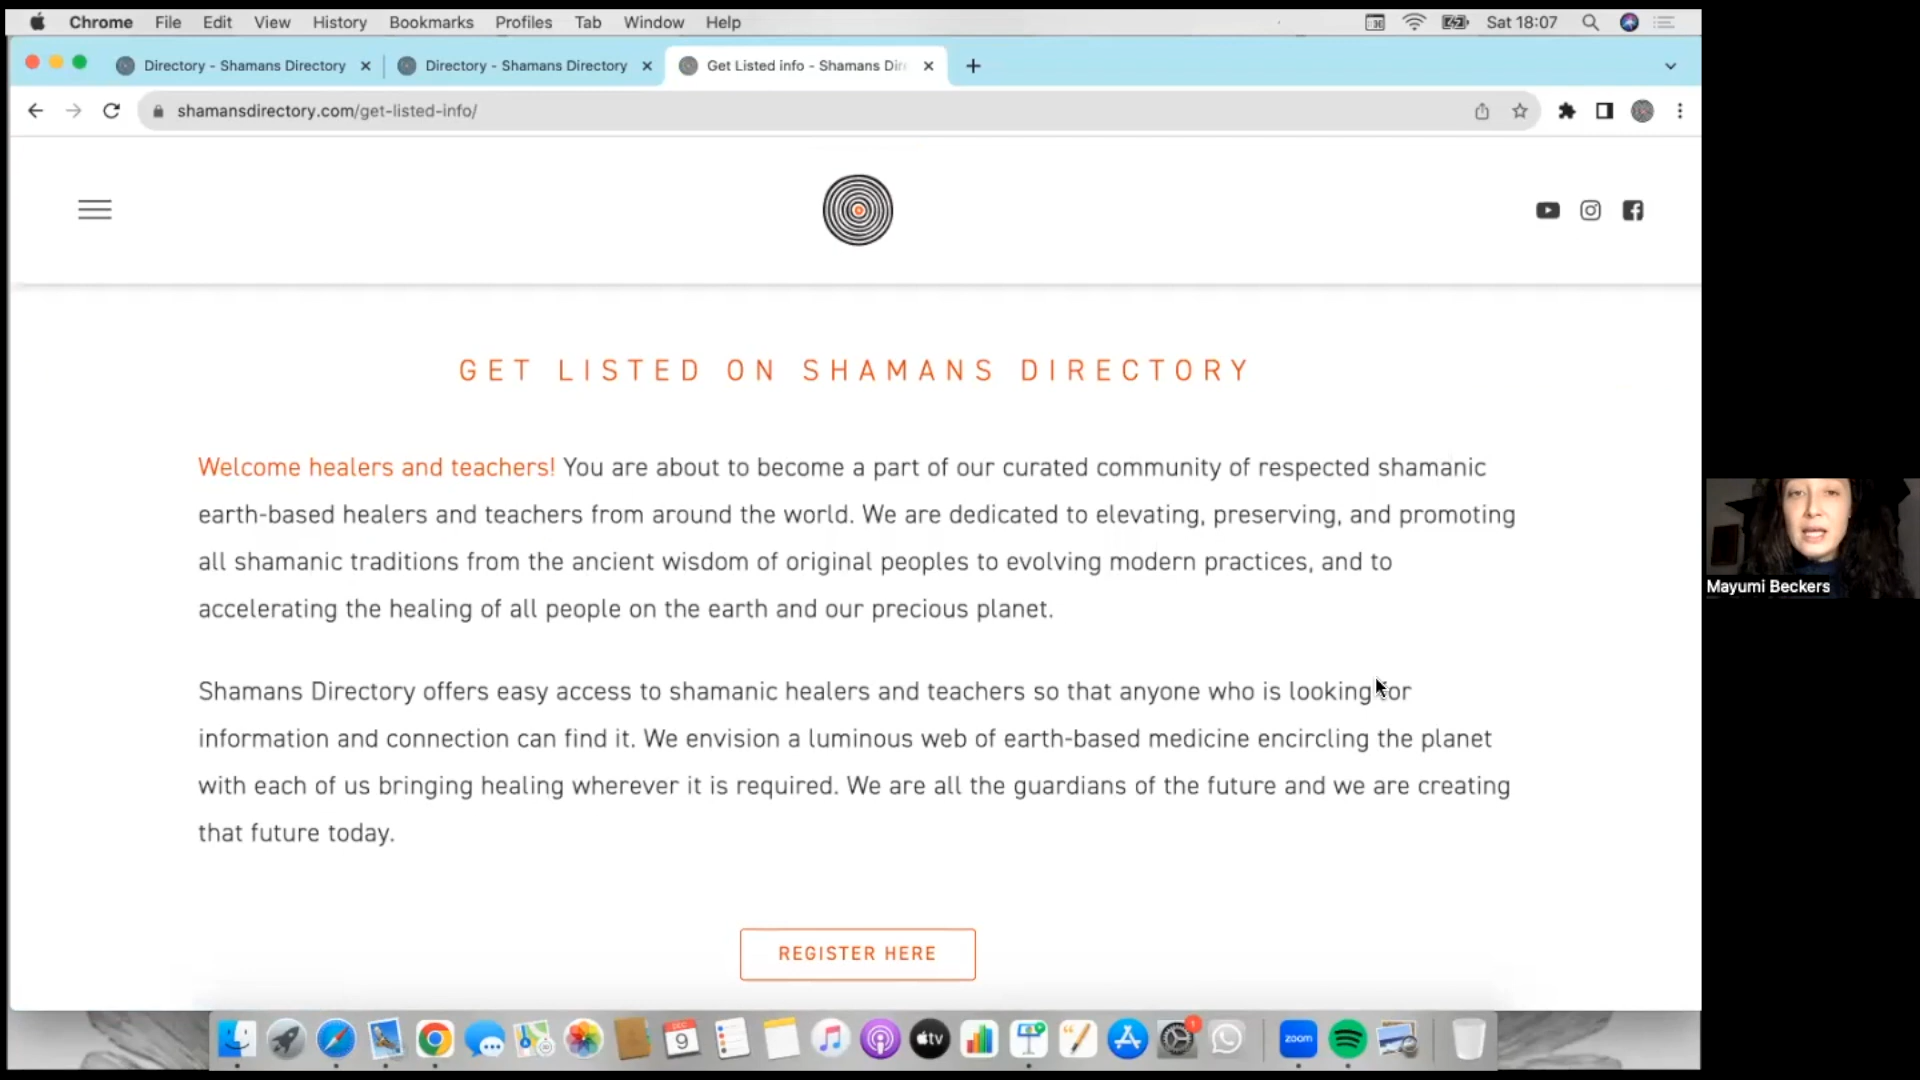 Chrome File Edit View History Bookmarks Profiles Tab Window Help Sat 18:07
Directory - Shamans Directory Directory - Shamans Directory Get Listed info - Shamans Dir
shamansdirectory.com/get-listed-info/
GET LISTED ON SHAMANS DIRECTORY
Welcome healers and teachers! You are about to become a part of our curated community of respected shamanic
earth-based healers and teachers from around the world. We are dedicated to elevating, preserving, and promoting
all shamanic traditions from the ancient wisdom of original peoples to evolving modern practices, and to
accelerating the healing of all people on the earth and our precious planet.
Mayumi Beckers
Shamans Directory offers easy access to shamanic healers and teachers so that anyone who is looking for
information and connection can find it. We envision a luminous web of earth-based medicine encircling the planet
with each of us bringing healing wherever it is required. We are all the guardians of the future and we are creating
that future today.
REGISTER HERE
DEC
9
tv
1
zoom